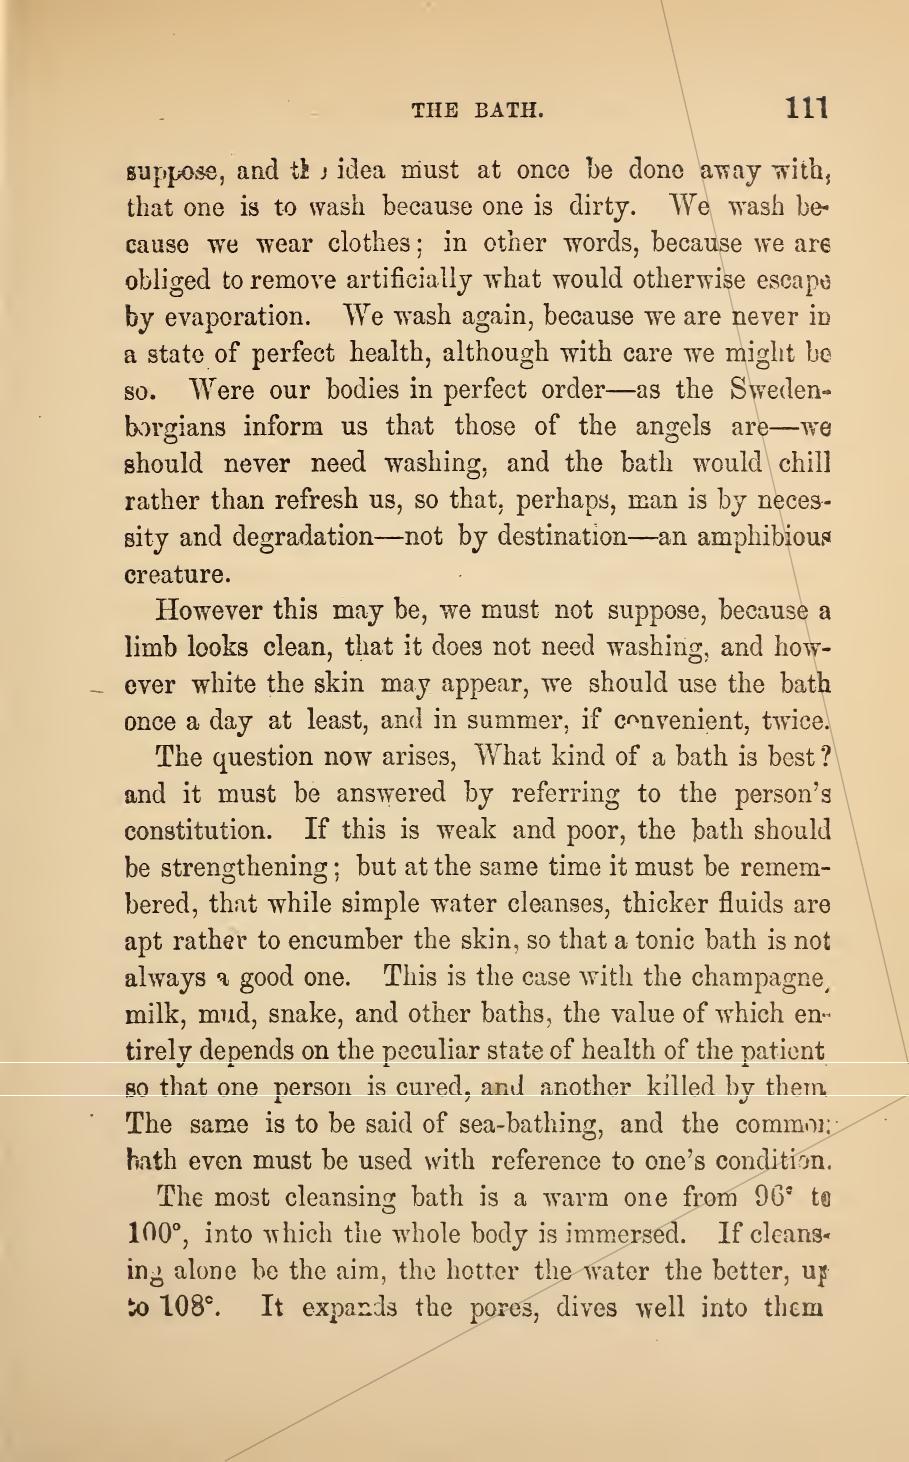 THE BATH. 111
suppose, and the idea must at once be done away with,
that one is to wash because one is dirty. We wash be-
cause we wear clothes; in other words, because we are
obliged to remove artificially what would otherwise escape
by evaporation. We wash again, because we are never in
a state of perfect health, although with care we might be
so. Were our bodies in perfect order—as the Sweden-
borgians inform us that those of the angels are—we
should never need washing, and the bath would chill
rather than refresh us, so that, perhaps, man is by neces-
sity and degradation—not by destination—an amphibious
creature.
However this may be, we must not suppose, because a
limb looks clean, that it does not need washing, and how-
ever white the skin may appear, we should use the bath
once a day at least, and in summer, if convenient, twice.
The question now arises, What kind of a bath is best?
and it must be answered by referring to the person's
constitution. If this is weak and poor, the bath should
be strengthening; but at the same time it must be remem-
bered, that while simple water cleanses, thicker fluids are
apt rather to encumber the skin, so that a tonic bath is not
always a good one. This is the case with the champagne,
milk, mud, snake, and other baths, the value of which en-
tirely depends on the peculiar state of health of the patient
so that one person is cured, and another killed by them.
The same is to be said of sea-bathing, and the common
bath even must be used with reference to one's condition.
The most cleansing bath is a warm one from 96° to
100°, into which the whole body is immersed. If cleans-
ing alone be the aim, the hotter the water the better, up
to 108°. It expands the pores, dives well into them